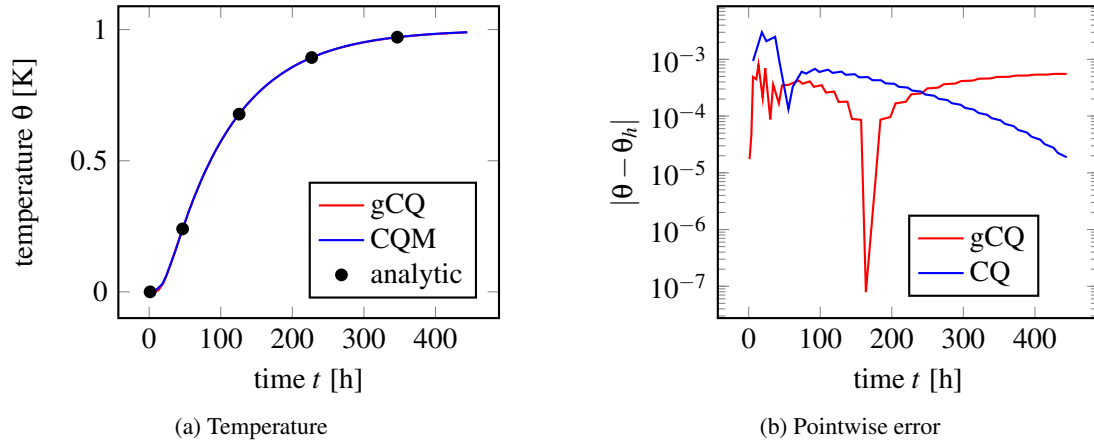 1
0.5
0
0 100 200 300 400
temperature θ [K]
time t [h]
gCQ
CQM
analytic
(a) Temperature
10⁻³
10⁻⁴
10⁻⁵
10⁻⁶
10⁻⁷
0 100 200 300 400
|θ − θₕ|
time t [h]
gCQ
CQ
(b) Pointwise error